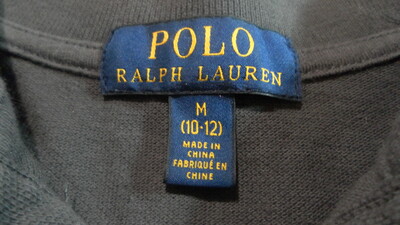 POLO
RALPH LAUREN
M
(10-12)
MADE IN
CHINA
FABRIQUÉ EN
CHINE